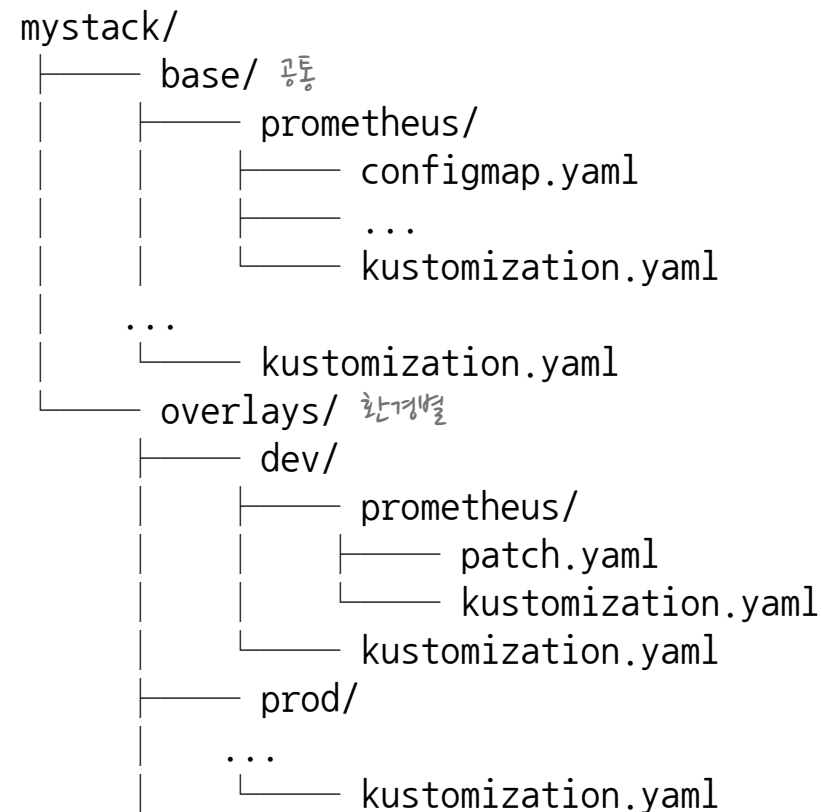 mystack/
├── base/ 공통
│   ├── prometheus/
│   │   ├── configmap.yaml
│   │   ├── ...
│   │   └── kustomization.yaml
│   ...
│   └── kustomization.yaml
└── overlays/ 환경별
    ├── dev/
    │   ├── prometheus/
    │   │   ├── patch.yaml
    │   │   └── kustomization.yaml
    │   └── kustomization.yaml
    ├── prod/
    │   ...
    │   └── kustomization.yaml